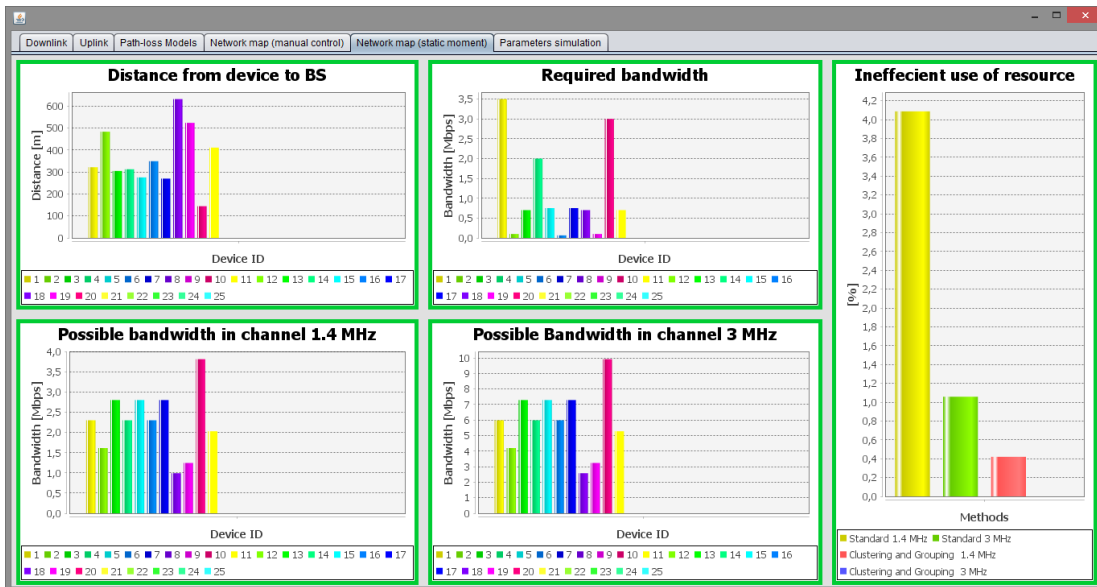 Downlink Uplink Path-loss Models Network map (manual control) Network map (static moment) Parameters simulation
Distance from device to BS
Distance [m]
600
500
400
300
200
100
0
Device ID
1 2 3 4 5 6 7 8 9 10 11 12 13 14 15 16 17
18 19 20 21 22 23 24 25
Required bandwidth
Bandwidth [Mbps]
3,5
3,0
2,5
2,0
1,5
1,0
0,5
0,0
Device ID
1 2 3 4 5 6 7 8 9 10 11 12 13 14 15 16
17 18 19 20 21 22 23 24 25
Possible bandwidth in channel 1.4 MHz
Bandwidth [Mbps]
4,0
3,5
3,0
2,5
2,0
1,5
1,0
0,5
0,0
Device ID
1 2 3 4 5 6 7 8 9 10 11 12 13 14 15 16 17
18 19 20 21 22 23 24 25
Possible Bandwidth in channel 3 MHz
Bandwidth [Mbps]
10
9
8
7
6
5
4
3
2
1
0
Device ID
1 2 3 4 5 6 7 8 9 10 11 12 13 14 15 16
17 18 19 20 21 22 23 24 25
Ineffecient use of resource
[%]
4,2
4,0
3,8
3,6
3,4
3,2
3,0
2,8
2,6
2,4
2,2
2,0
1,8
1,6
1,4
1,2
1,0
0,8
0,6
0,4
0,2
0,0
Methods
Standard 1.4 MHz Standard 3 MHz
Clustering and Grouping 1.4 MHz
Clustering and Grouping 3 MHz